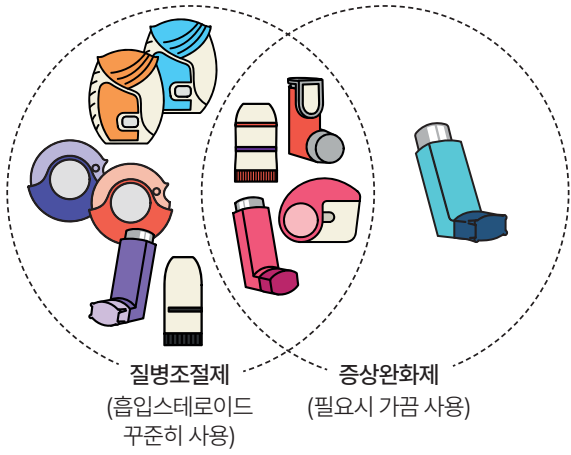 질병조절제
(흡입스테로이드
꾸준히 사용)
증상완화제
(필요시 가끔 사용)